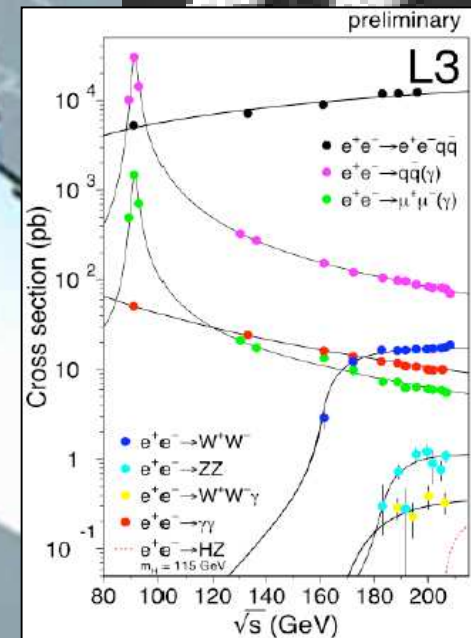 preliminary
L3
10^4
10^3
10^2
10
1
10^-1
Cross section (pb)
e⁺e⁻→e⁺e⁻qq̄
e⁺e⁻→qq̄(γ)
e⁺e⁻→μ⁺μ⁻(γ)
e⁺e⁻→W⁺W⁻
e⁺e⁻→ZZ
e⁺e⁻→W⁺W⁻γ
e⁺e⁻→γγ
e⁺e⁻→HZ
m_H = 115 GeV
80 100 120 140 160 180 200
√s (GeV)